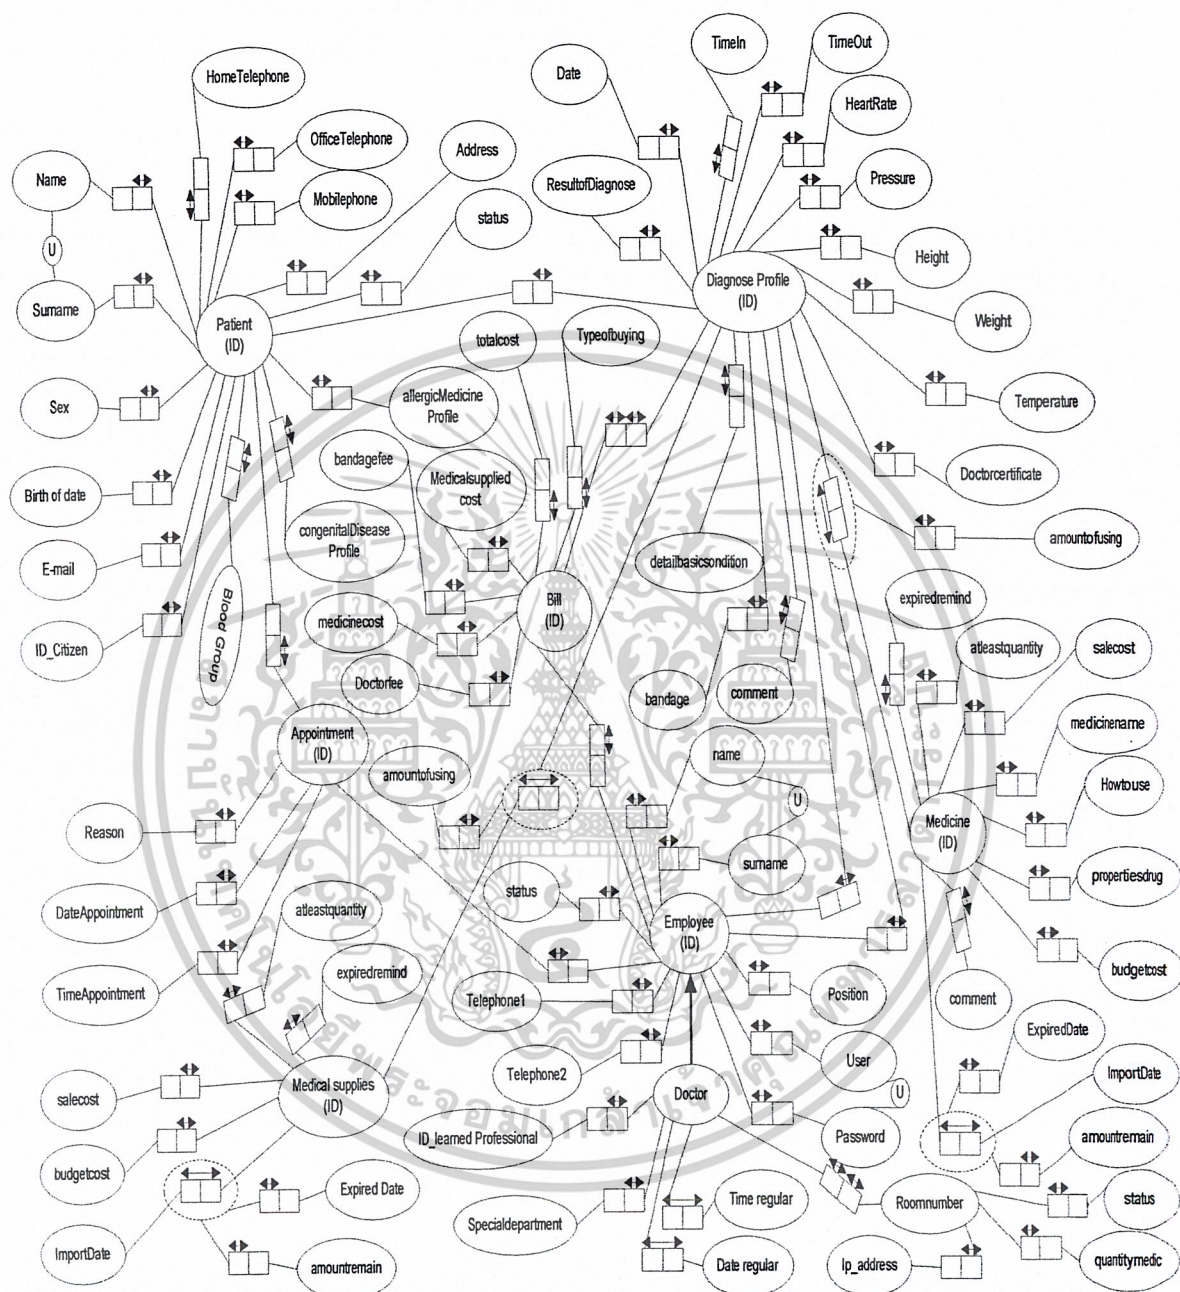 HomeTelephone
OfficeTelephone
Mobilephone
Address
status
Name
U
Surname
Patient
(ID)
Sex
Birth of date
E-mail
ID_Citizen
Blood Group
allergicMedicine
Profile
congenitalDisease
Profile
Date
TimeIn
TimeOut
HeartRate
Pressure
Height
Weight
Temperature
Doctorcertificate
amountofusing
ResultofDiagnose
Diagnose Profile
(ID)
totalcost
Typeofbuying
bandagefee
Medicalsupplied
cost
medicinecost
Doctorfee
Bill
(ID)
detailbasicsondition
bandage
comment
expiredremind
atleastquantity
salecost
medicinename
Howtouse
propertiesdrug
budgetcost
comment
Medicine
(ID)
ExpiredDate
ImportDate
amountremain
Appointment
(ID)
amountofusing
Reason
DateAppointment
TimeAppointment
atleastquantity
expiredremind
Medical supplies
(ID)
salecost
budgetcost
ImportDate
Expired Date
amountremain
name
U
surname
status
Employee
(ID)
Telephone1
Telephone2
Position
User
U
Password
Doctor
ID_learned Professional
Specialdepartment
Time regular
Date regular
Roomnumber
status
quantitymedic
Ip_address